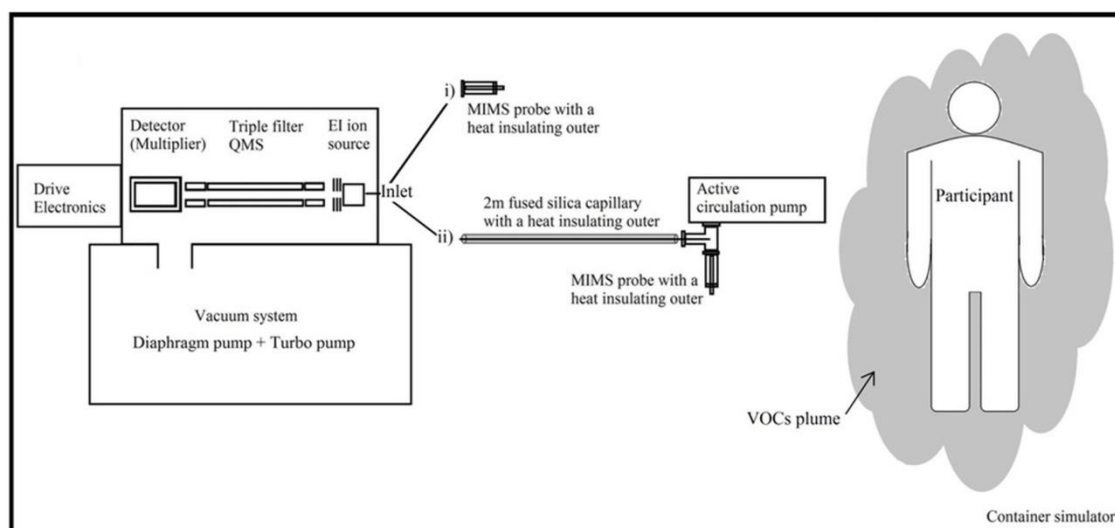 i)
MIMS probe with a
heat insulating outer
Detector
(Multiplier)
Triple filter
QMS
EI ion
source
Drive
Electronics
Inlet
ii)
2m fused silica capillary
with a heat insulating outer
Active
circulation pump
MIMS probe with a
heat insulating outer
Participant
Vacuum system
Diaphragm pump + Turbo pump
VOCs plume
Container simulator